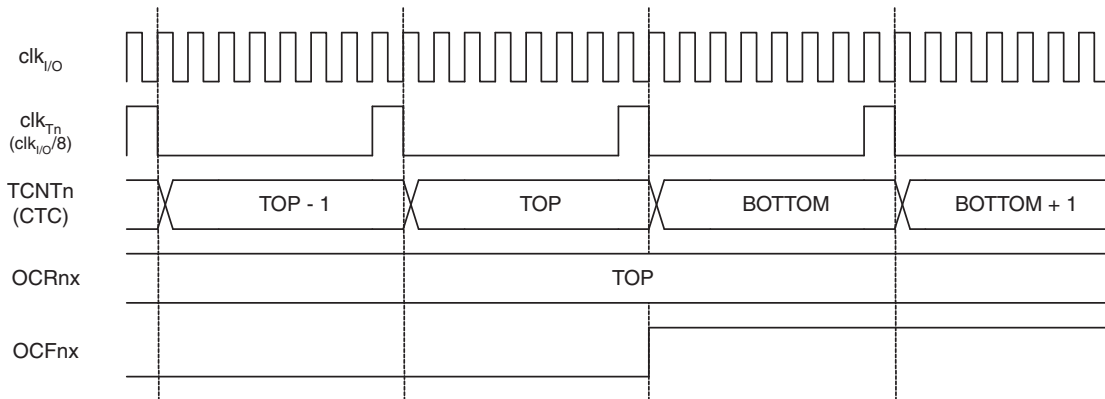 clkI/O
clkTn
(clkI/O/8)
TCNTn
(CTC)
TOP - 1
TOP
BOTTOM
BOTTOM + 1
OCRnx
TOP
OCFnx